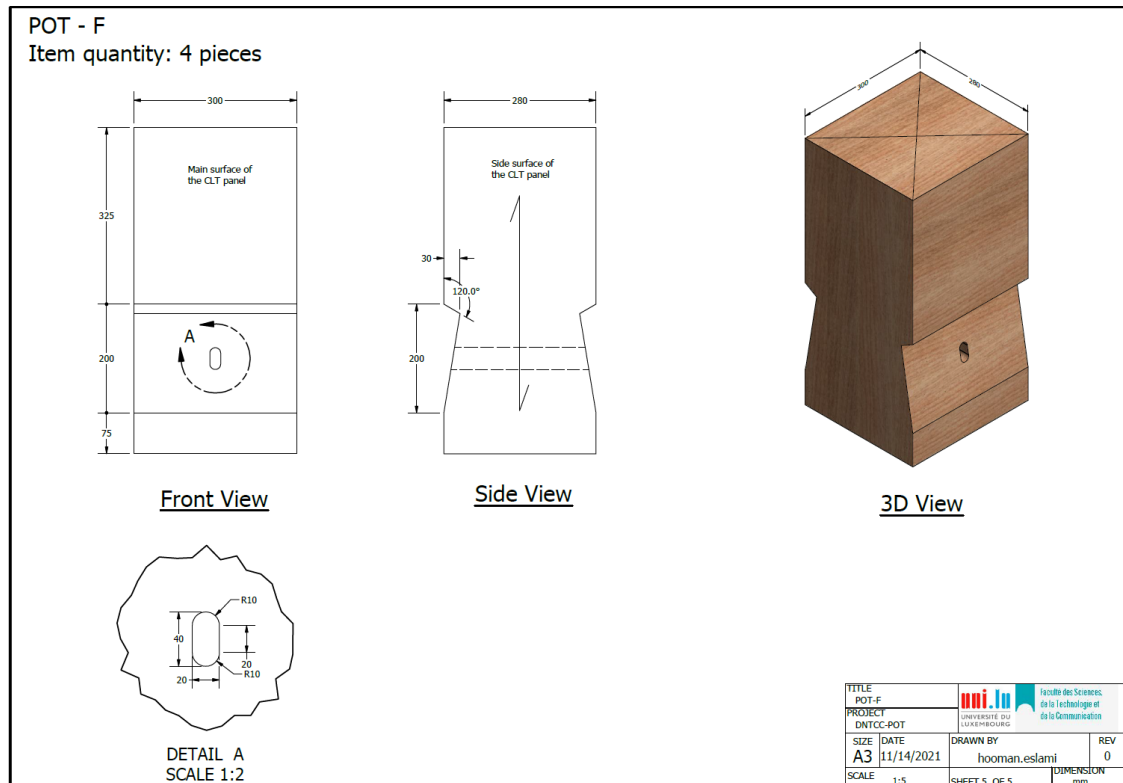 POT - F
Item quantity: 4 pieces
300
280
300
280
Main surface of
the CLT panel
Side surface of
the CLT panel
325
30
120.0°
A
200
200
75
Front View
Side View
3D View
R10
40
20
R10
20
DETAIL A
SCALE 1:2
TITLE
POT-F
PROJECT
DNTCC-POT
uni.lu
UNIVERSITÉ DU
LUXEMBOURG
Faculté des Sciences,
de la Technologie et
de la Communication
SIZE
A3
DATE
11/14/2021
DRAWN BY
hooman.eslami
REV
0
SCALE
1:5
SHEET 5 OF 5
DIMENSION
mm